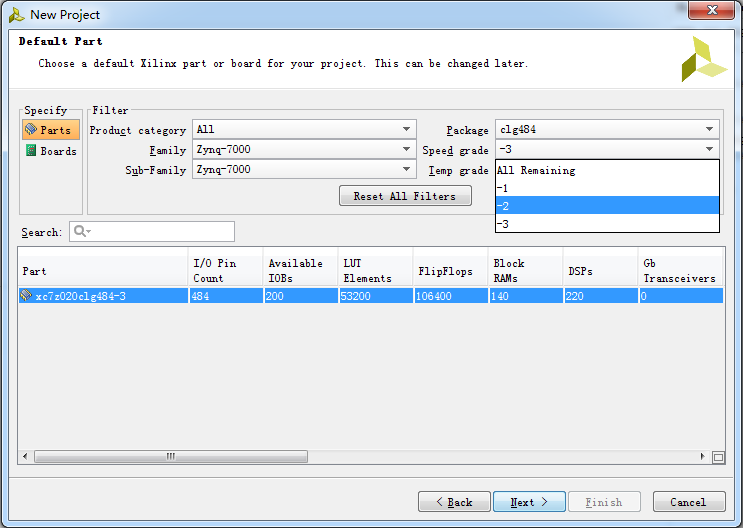 New Project
Default Part
Choose a default Xilinx part or board for your project. This can be changed later.
Specify
Parts
Boards
Filter
Product category All
Family Zynq-7000
Sub-Family Zynq-7000
Package clg484
Speed grade -3
Temp grade
All Remaining
-1
-2
-3
Reset All Filters
Search:
Part I/O Pin Count Available IOBs LUT Elements FlipFlops Block RAMs DSPs Gb Transceivers
xc7z020clg484-3 484 200 53200 106400 140 220 0
< Back Next > Finish Cancel